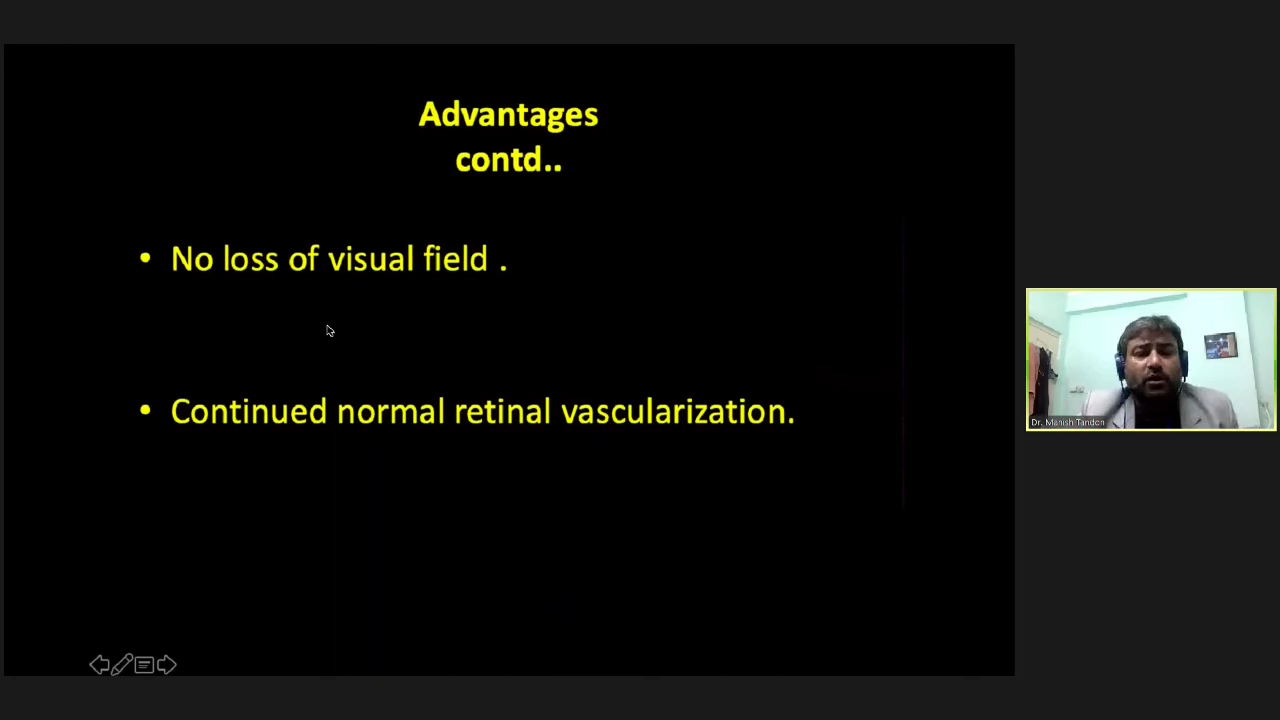 Advantages
contd..
• No loss of visual field .
• Continued normal retinal vascularization.
Dr. Manish Tandon